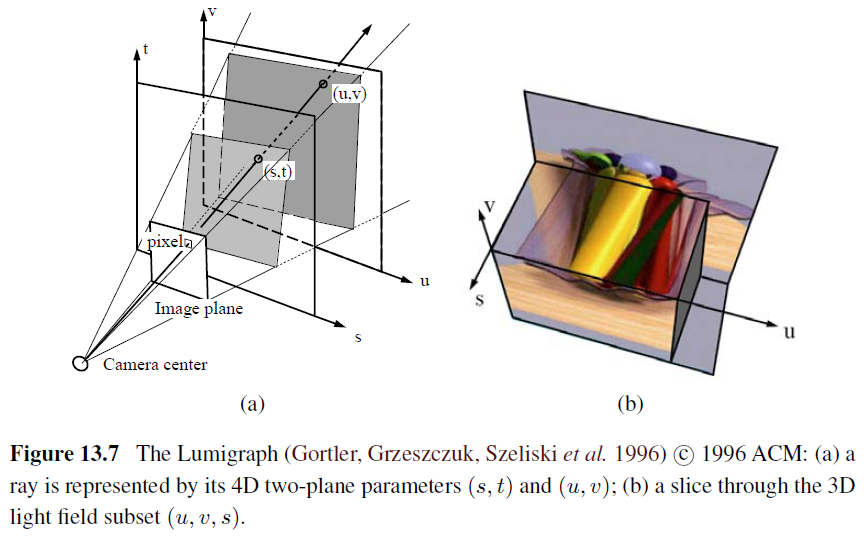 v
t
(u,v)
(s,t)
pixel
u
Image plane
s
Camera center
v
s
u
(a)
(b)
Figure 13.7 The Lumigraph (Gortler, Grzeszczuk, Szeliski et al. 1996) © 1996 ACM: (a) a
ray is represented by its 4D two-plane parameters (s, t) and (u, v); (b) a slice through the 3D
light field subset (u, v, s).